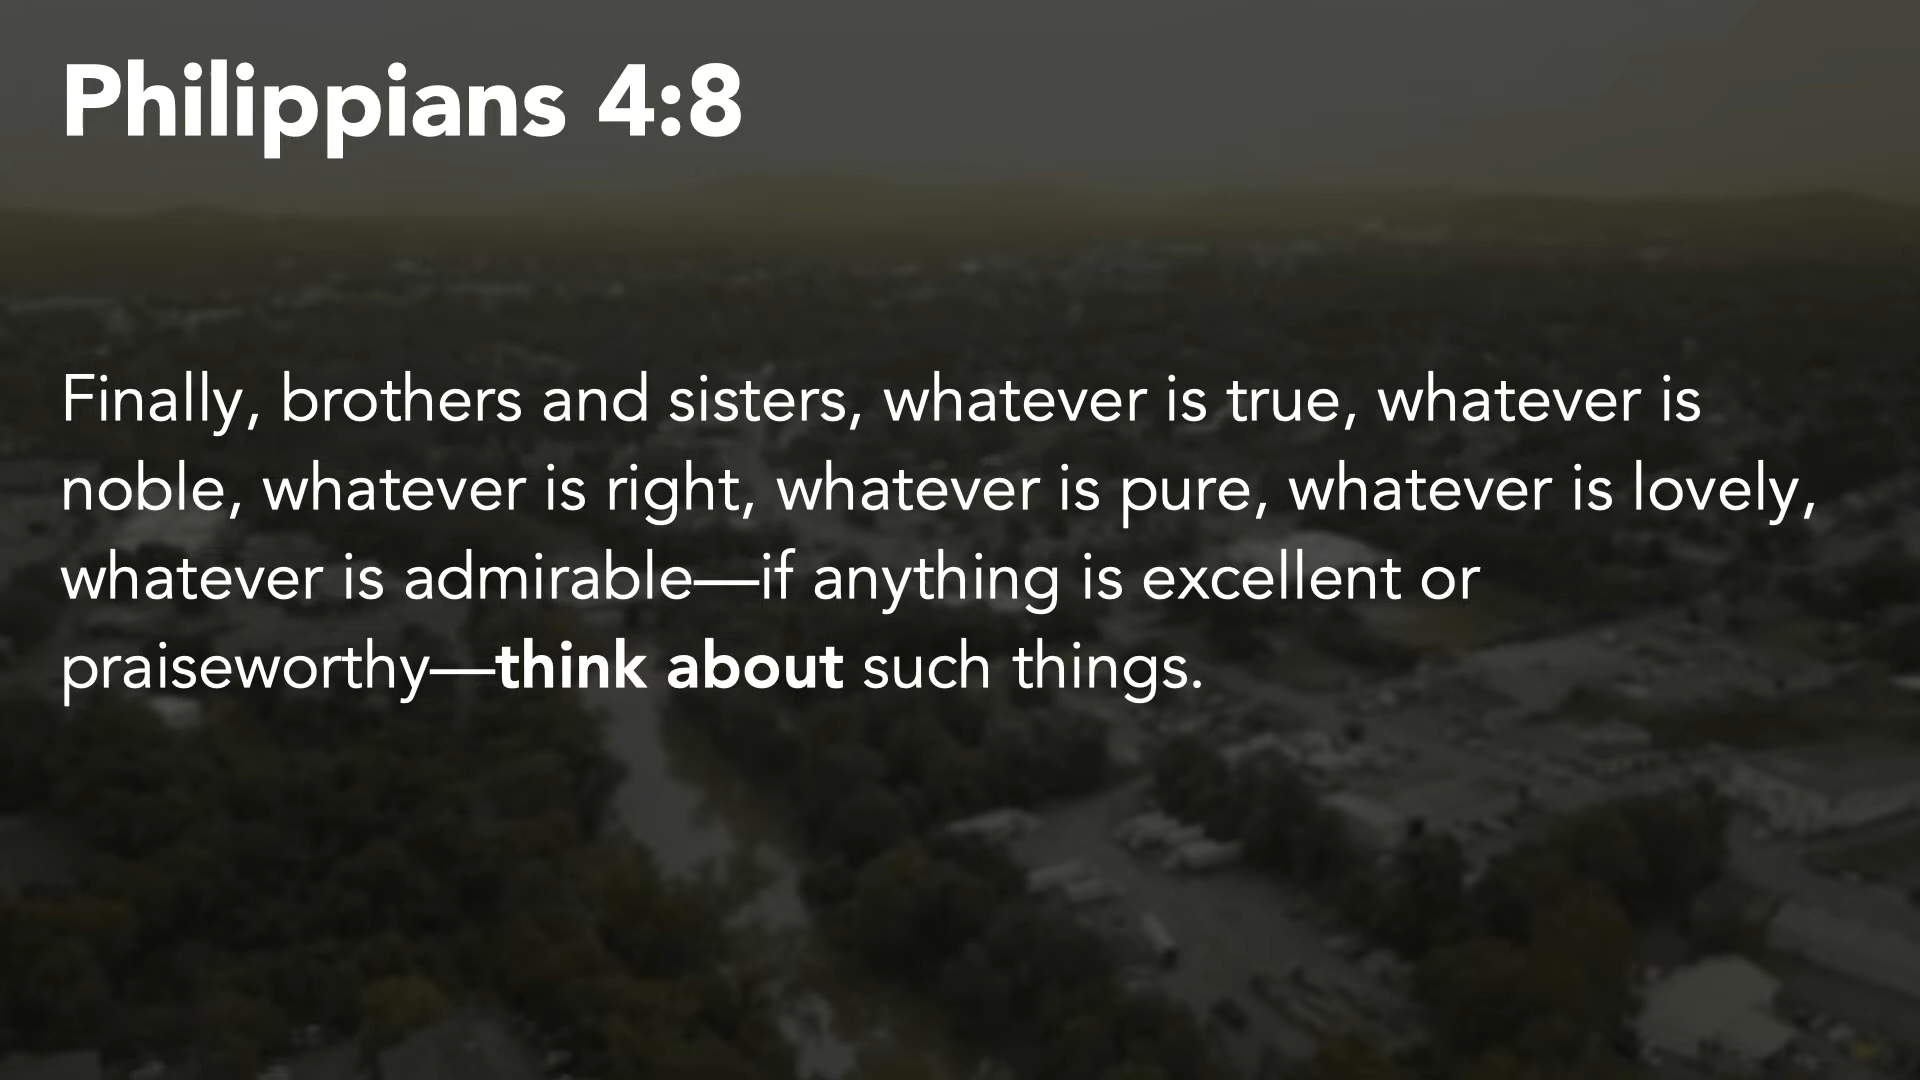 Philippians 4:8
Finally, brothers and sisters, whatever is true, whatever is
noble, whatever is right, whatever is pure, whatever is lovely,
whatever is admirable—if anything is excellent or
praiseworthy—think about such things.